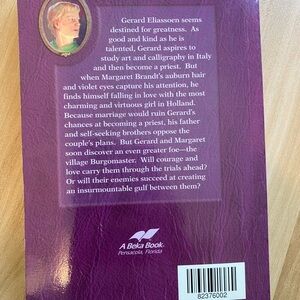 Gerard Eliassoen seems
destined for greatness. As
good and kind as he is
talented, Gerard aspires to
study art and calligraphy in Italy
and then become a priest. But
when Margaret Brandt's auburn hair
and violet eyes capture his attention, he
finds himself falling in love with the most
charming and virtuous girl in Holland.
Because marriage would ruin Gerard's
chances at becoming a priest, his father
and self-seeking brothers oppose the
couple's plans. But Gerard and Margaret
soon discover an even greater foe—the
village Burgomaster. Will courage and
love carry them through the trials ahead?
Or will their enemies succeed at creating
an insurmountable gulf between them?
A Beka Book
Pensacola, Florida
82376002